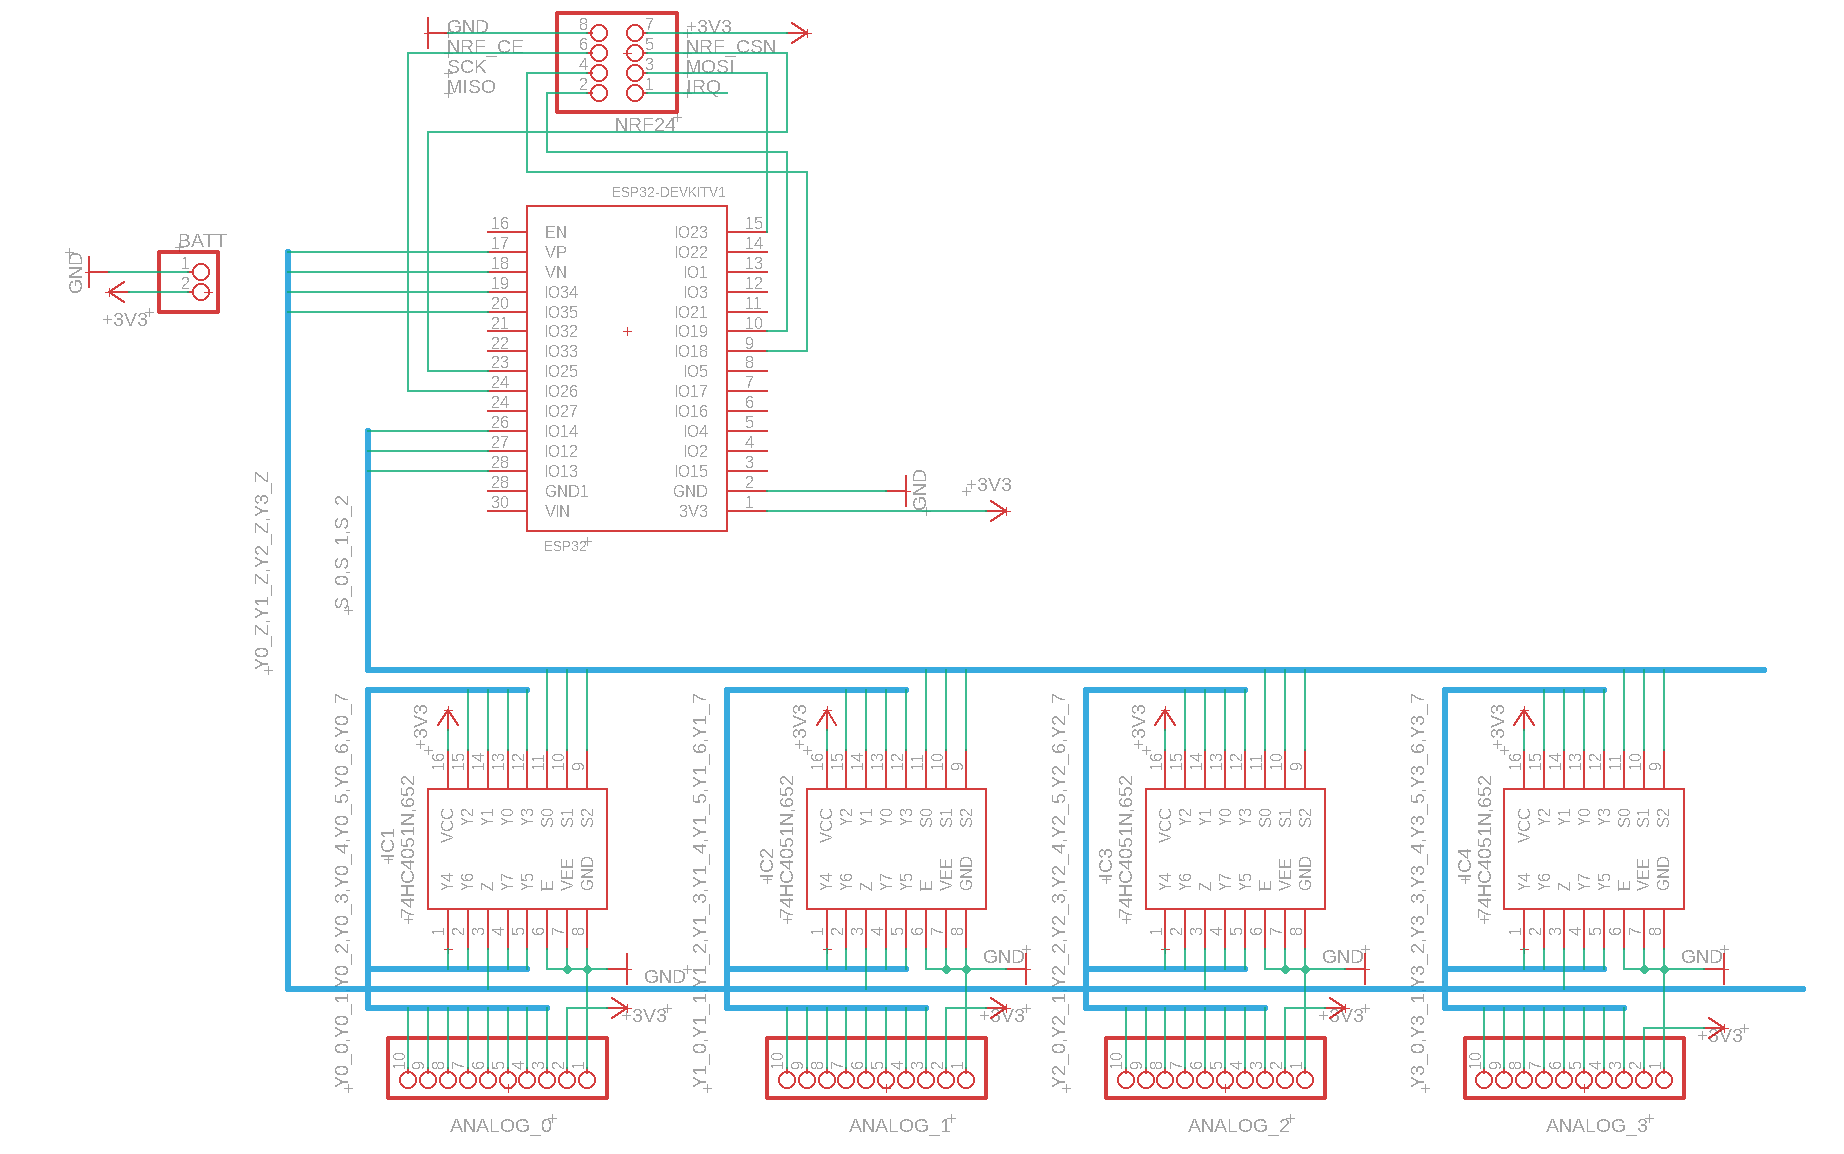 GND 8 7 +3V3
NRF_CE 6 5 NRF_CSN
SCK 4 3 MOSI
MISO 2 1 IRQ
NRF24
ESP32-DEVKITV1
BATT
GND 1
2
+3V3
16 EN IO23 15
17 VP IO22 14
18 VN IO1 13
19 IO34 IO3 12
20 IO35 IO21 11
21 IO32 IO19 10
22 IO33 IO18 9
23 IO25 IO5 8
24 IO26 IO17 7
24 IO27 IO16 6
26 IO14 IO4 5
27 IO12 IO2 4
28 IO13 IO15 3
28 GND1 GND 2 GND
30 VIN 3V3 1 +3V3
ESP32
Y0_Z,Y1_Z,Y2_Z,Y3_Z
S_0,S_1,S_2
Y0_0,Y0_1,Y0_2,Y0_3,Y0_4,Y0_5,Y0_6,Y0_7
+3V3
IC1
74HC4051N,652
16 15 14 13 12 11 10 9
VCC Y2 Y1 Y0 Y3 S0 S1 S2
Y4 Y6 Z Y7 Y5 E VEE GND
1 2 3 4 5 6 7 8
GND
+3V3
10 9 8 7 6 5 4 3 2 1
ANALOG_0
Y1_0,Y1_1,Y1_2,Y1_3,Y1_4,Y1_5,Y1_6,Y1_7
+3V3
IC2
74HC4051N,652
16 15 14 13 12 11 10 9
VCC Y2 Y1 Y0 Y3 S0 S1 S2
Y4 Y6 Z Y7 Y5 E VEE GND
1 2 3 4 5 6 7 8
GND
+3V3
10 9 8 7 6 5 4 3 2 1
ANALOG_1
Y2_0,Y2_1,Y2_2,Y2_3,Y2_4,Y2_5,Y2_6,Y2_7
+3V3
IC3
74HC4051N,652
16 15 14 13 12 11 10 9
VCC Y2 Y1 Y0 Y3 S0 S1 S2
Y4 Y6 Z Y7 Y5 E VEE GND
1 2 3 4 5 6 7 8
GND
+3V3
10 9 8 7 6 5 4 3 2 1
ANALOG_2
Y3_0,Y3_1,Y3_2,Y3_3,Y3_4,Y3_5,Y3_6,Y3_7
+3V3
IC4
74HC4051N,652
16 15 14 13 12 11 10 9
VCC Y2 Y1 Y0 Y3 S0 S1 S2
Y4 Y6 Z Y7 Y5 E VEE GND
1 2 3 4 5 6 7 8
GND
+3V3
10 9 8 7 6 5 4 3 2 1
ANALOG_3